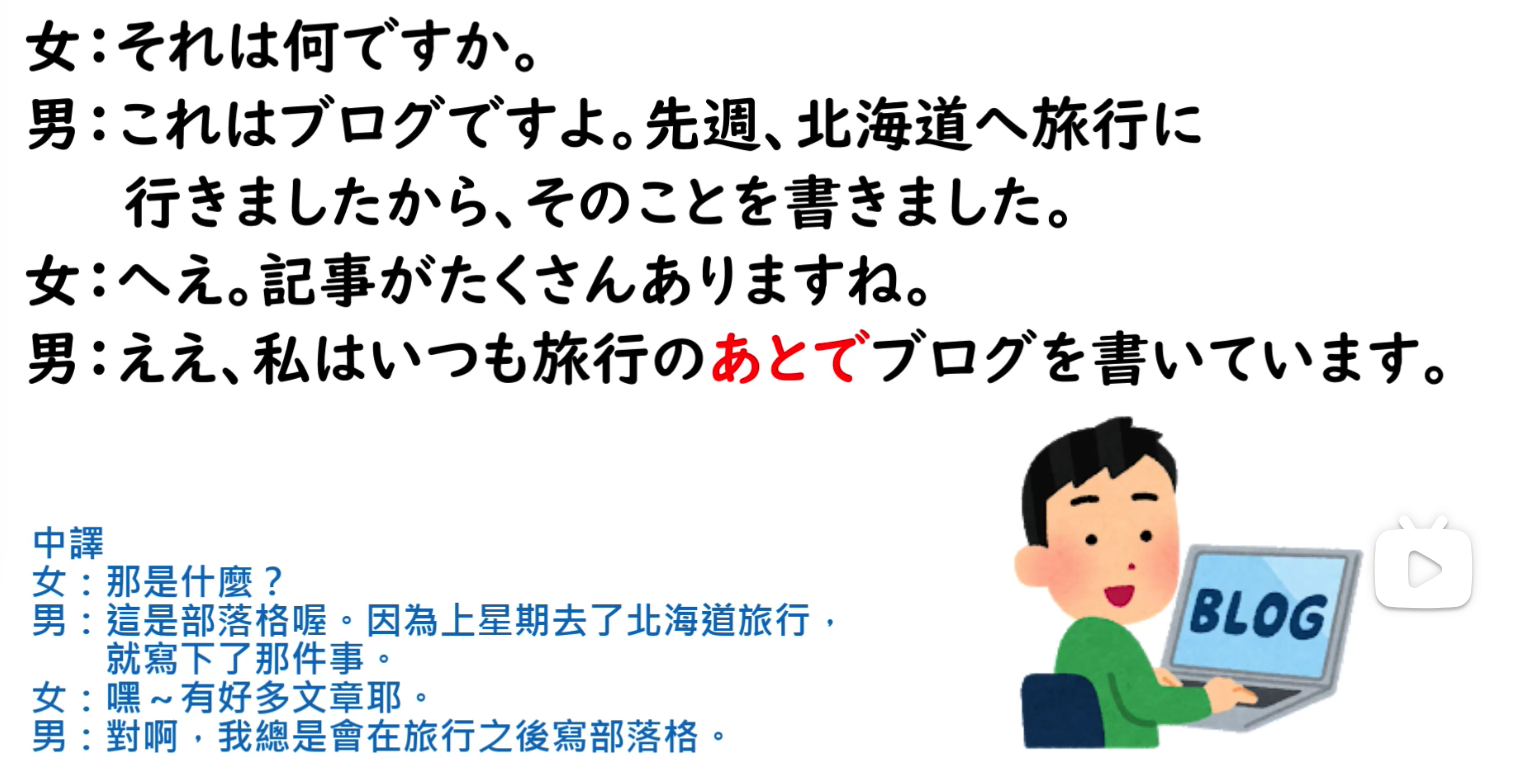 女：それは何ですか。
男：これはブログですよ。先週、北海道へ旅行に
行きましたから、そのことを書きました。
女：へえ。記事がたくさんありますね。
男：ええ、私はいつも旅行のあとでブログを書いています。
中譯
女：那是什麼？
男：這是部落格喔。因為上星期去了北海道旅行，
就寫下了那件事。
女：嘿～有好多文章耶。
男：對啊，我總是會在旅行之後寫部落格。
BLOG